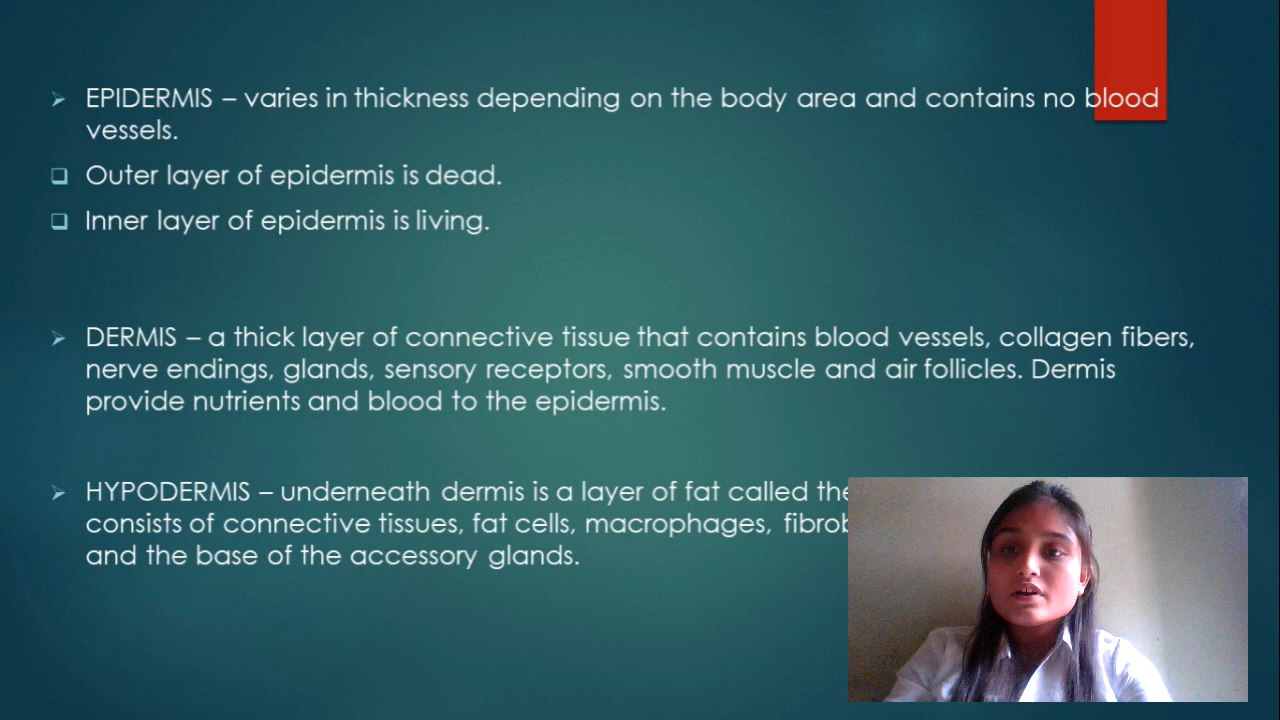 EPIDERMIS – varies in thickness depending on the body area and contains no blood
vessels.
Outer layer of epidermis is dead.
Inner layer of epidermis is living.
DERMIS – a thick layer of connective tissue that contains blood vessels, collagen fibers,
nerve endings, glands, sensory receptors, smooth muscle and air follicles. Dermis
provide nutrients and blood to the epidermis.
HYPODERMIS – underneath dermis is a layer of fat called the
consists of connective tissues, fat cells, macrophages,
and the base of the accessory glands.